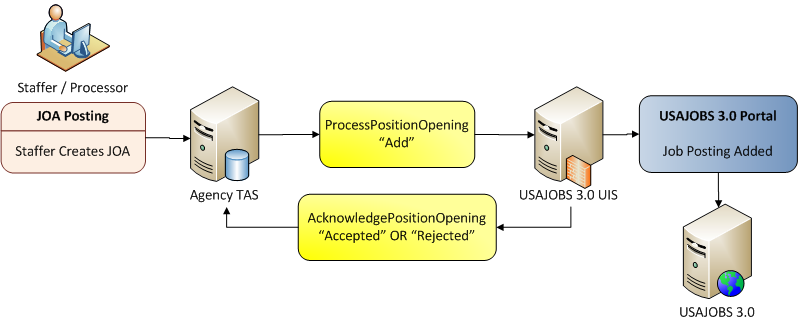 Staffer / Processor
JOA Posting
Staffer Creates JOA
Agency TAS
ProcessPositionOpening
“Add”
USAJOBS 3.0 UIS
USAJOBS 3.0 Portal
Job Posting Added
AcknowledgePositionOpening
“Accepted” OR “Rejected”
USAJOBS 3.0